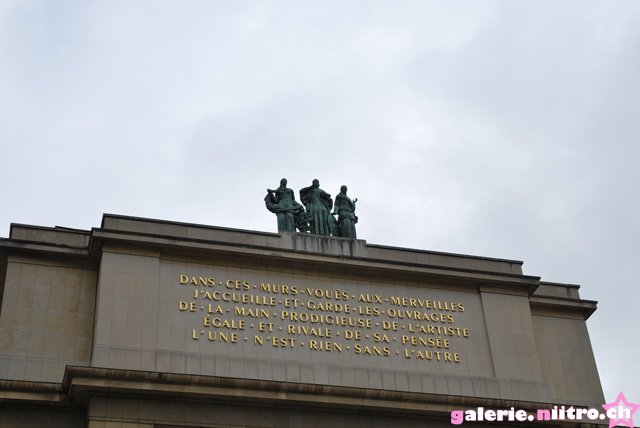 DANS·CES·MURS·VOUÉS·AUX·MERVEILLES
J'ACCUEILLE·ET·GARDE·LES·OUVRAGES
DE·LA·MAIN·PRODIGIEUSE·DE·L'ARTISTE
ÉGALE·ET·RIVALE·DE·SA·PENSÉE
L'UNE·N'EST·RIEN·SANS·L'AUTRE
galerie.niitro.ch